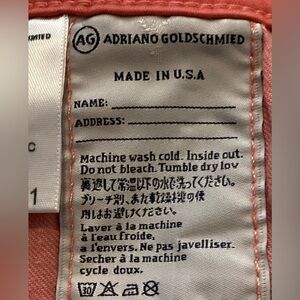 AG ADRIANO GOLDSCHMIED
MADE IN U.S.A
NAME:
ADDRESS:
Machine wash cold. Inside out.
Do not bleach. Tumble dry low
裏返して常温以下の水で洗ってください。
ブリーチ剤、また乾燥機の使
用はお避けください。
Laver à la machine
à l'eau froide,
a l'envers. Ne pas javelliser.
Secher à la machine
cycle doux.
C
1